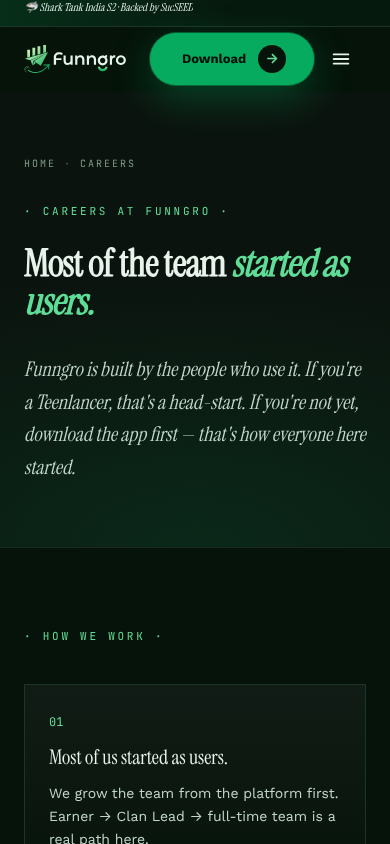 🦈 Shark Tank India S2 · Backed by SucSEED
Funngro
Download →
HOME · CAREERS
· CAREERS AT FUNNGRO ·
Most of the team started as
users.
Funngro is built by the people who use it. If you're
a Teenlancer, that's a head-start. If you're not yet,
download the app first — that's how everyone here
started.
· HOW WE WORK ·
01
Most of us started as users.
We grow the team from the platform first.
Earner → Clan Lead → full-time team is a
real path here.